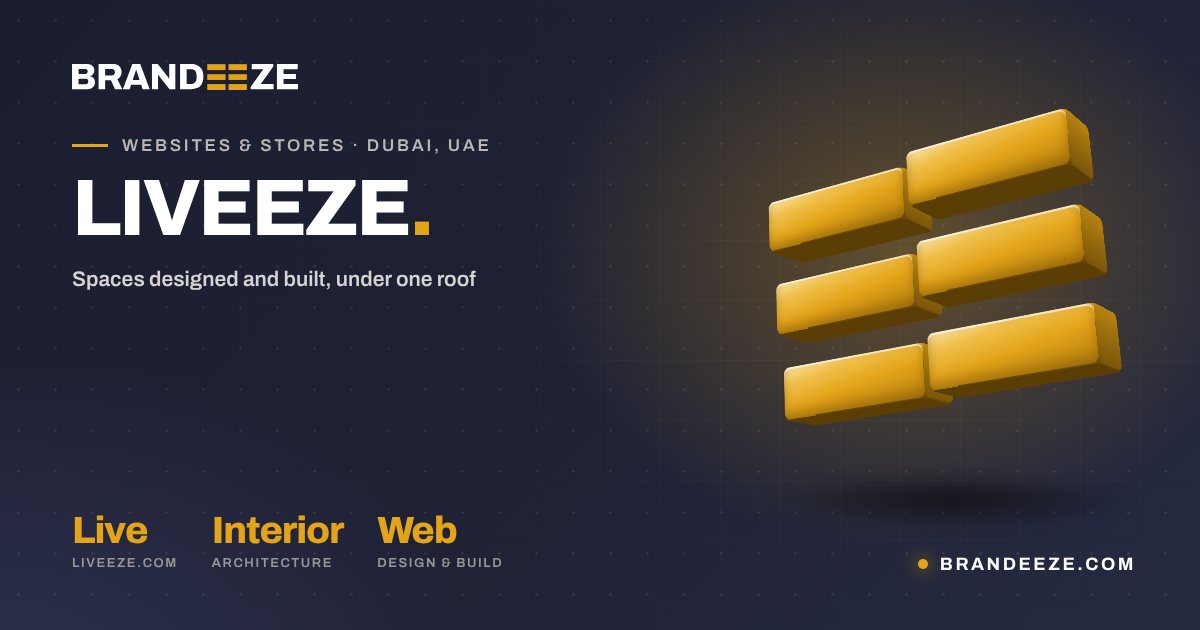 BRANDEEZE
WEBSITES & STORES · DUBAI, UAE
LIVEEZE.
Spaces designed and built, under one roof
Live Interior Web
LIVEEZE.COM ARCHITECTURE DESIGN & BUILD
BRANDEEZE.COM